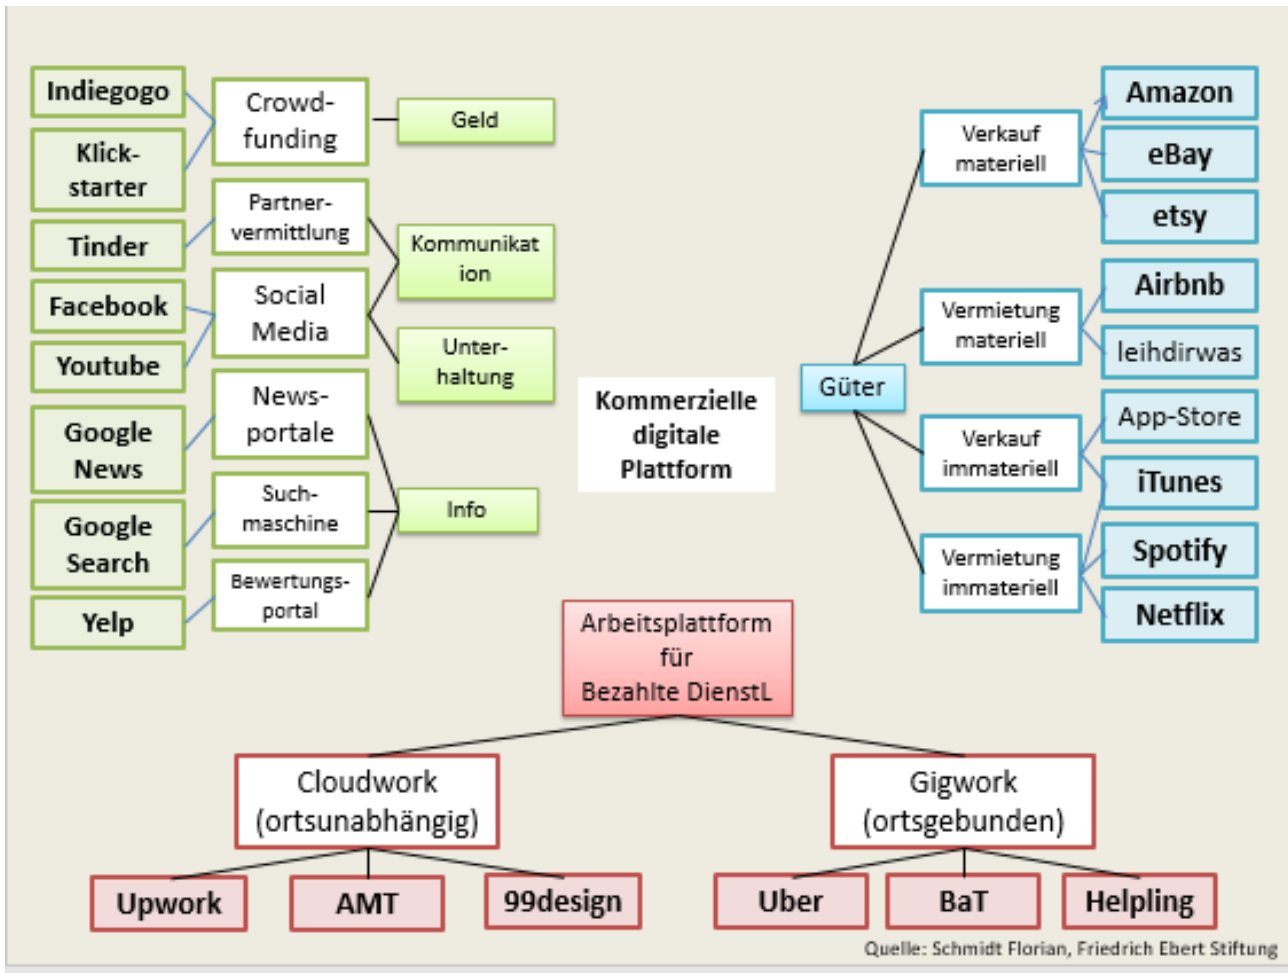 Indiegogo
Klick-
starter
Tinder
Facebook
Youtube
Google
News
Google
Search
Yelp
Crowd-
funding
Partner-
vermittlung
Social
Media
News-
portale
Such-
maschine
Bewertungs-
portal
Geld
Kommunikat
ion
Unter-
haltung
Info
Kommerzielle
digitale
Plattform
Güter
Verkauf
materiell
Vermietung
materiell
Verkauf
immateriell
Vermietung
immateriell
Amazon
eBay
etsy
Airbnb
leihdirwas
App-Store
iTunes
Spotify
Netflix
Arbeitsplattform
für
Bezahlte DienstL
Cloudwork
(ortsunabhängig)
Gigwork
(ortsgebunden)
Upwork
AMT
99design
Uber
BaT
Helpling
Quelle: Schmidt Florian, Friedrich Ebert Stiftung